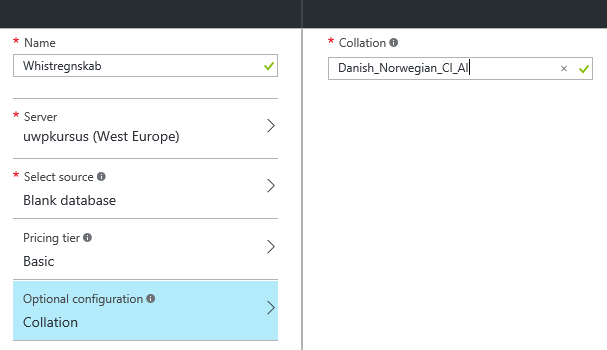 * Name
Whistregnskab
* Server
uwpkursus (West Europe)
* Select source
Blank database
Pricing tier
Basic
Optional configuration
Collation
* Collation
Danish_Norwegian_CI_AI